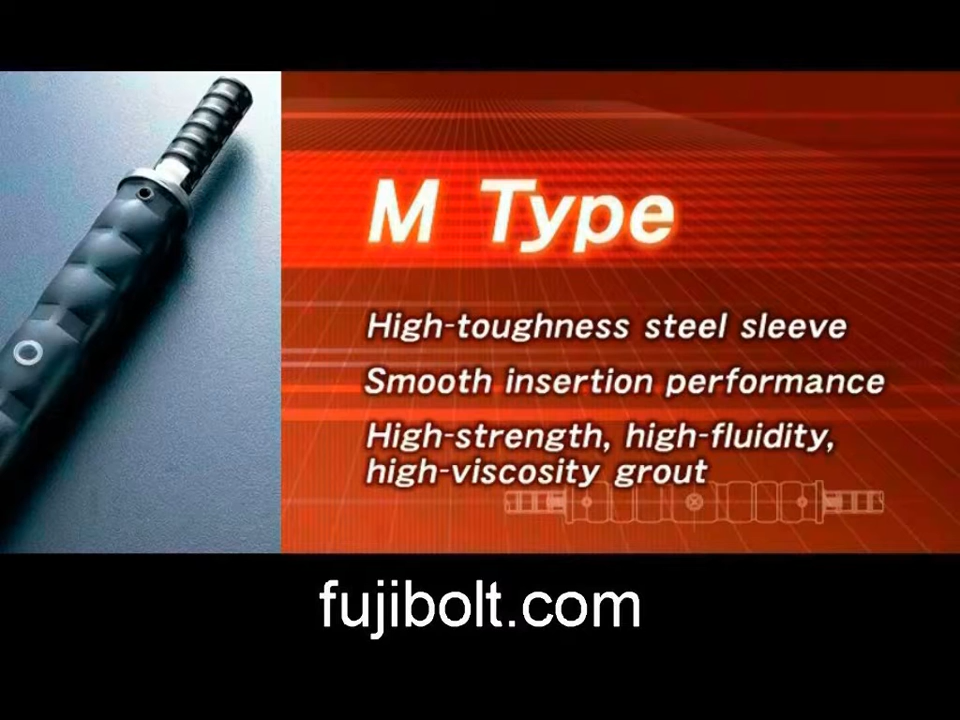 M Type
High-toughness steel sleeve
Smooth insertion performance
High-strength, high-fluidity,
high-viscosity grout
fujibolt.com